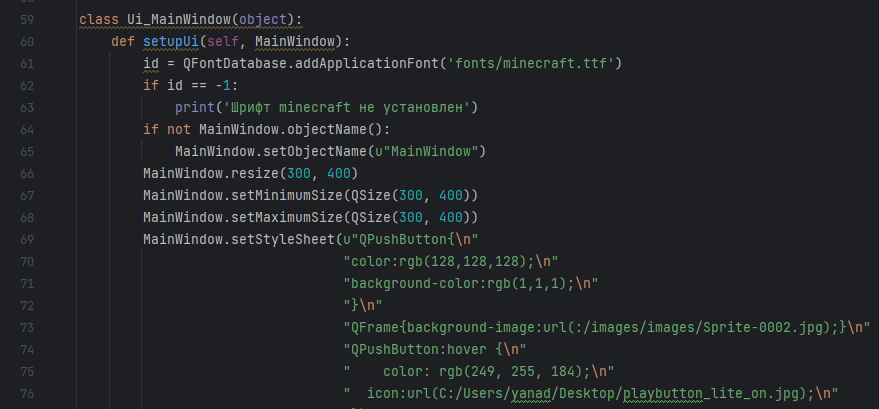 59 class Ui_MainWindow(object):
60 def setupUi(self, MainWindow):
61 id = QFontDatabase.addApplicationFont('fonts/minecraft.ttf')
62 if id == -1:
63 print('Шрифт minecraft не установлен')
64 if not MainWindow.objectName():
65 MainWindow.setObjectName(u"MainWindow")
66 MainWindow.resize(300, 400)
67 MainWindow.setMinimumSize(QSize(300, 400))
68 MainWindow.setMaximumSize(QSize(300, 400))
69 MainWindow.setStyleSheet(u"QPushButton{\n"
70 "color:rgb(128,128,128);\n"
71 "background-color:rgb(1,1,1);\n"
72 "}\n"
73 "QFrame{background-image:url(:/images/images/Sprite-0002.jpg);}\n"
74 "QPushButton:hover {\n"
75 "    color: rgb(249, 255, 184);\n"
76 "  icon:url(C:/Users/yanad/Desktop/playbutton_lite_on.jpg);\n"